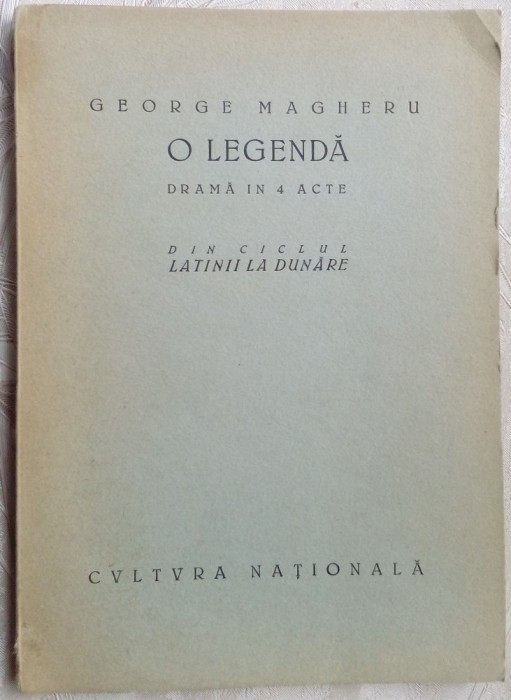 GEORGE MAGHERU
O LEGENDĂ
DRAMĂ IN 4 ACTE
DIN CICLUL
LATINII LA DUNĂRE
CVLTVRA NAȚIONALĂ